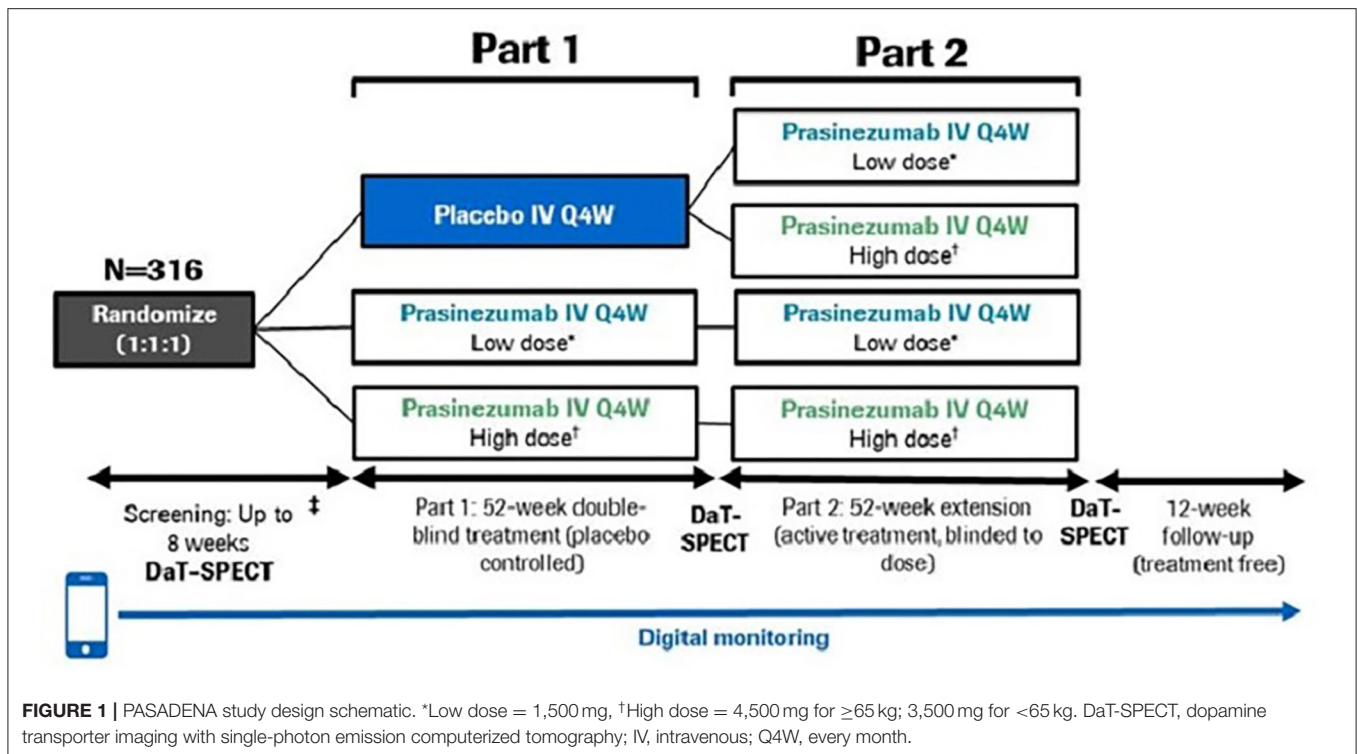 Part 1
Part 2
Prasinezumab IV Q4W
Low dose*
Placebo IV Q4W
Prasinezumab IV Q4W
High dose†
N=316
Randomize
(1:1:1)
Prasinezumab IV Q4W
Low dose*
Prasinezumab IV Q4W
Low dose*
Prasinezumab IV Q4W
High dose†
Prasinezumab IV Q4W
High dose†
Screening: Up to ‡
8 weeks
DaT-SPECT
Part 1: 52-week double-
blind treatment (placebo
controlled)
DaT-
SPECT
Part 2: 52-week extension
(active treatment, blinded to
dose)
DaT-
SPECT
12-week
follow-up
(treatment free)
Digital monitoring
FIGURE 1 | PASADENA study design schematic. *Low dose = 1,500 mg, †High dose = 4,500 mg for ≥65 kg; 3,500 mg for <65 kg. DaT-SPECT, dopamine
transporter imaging with single-photon emission computerized tomography; IV, intravenous; Q4W, every month.